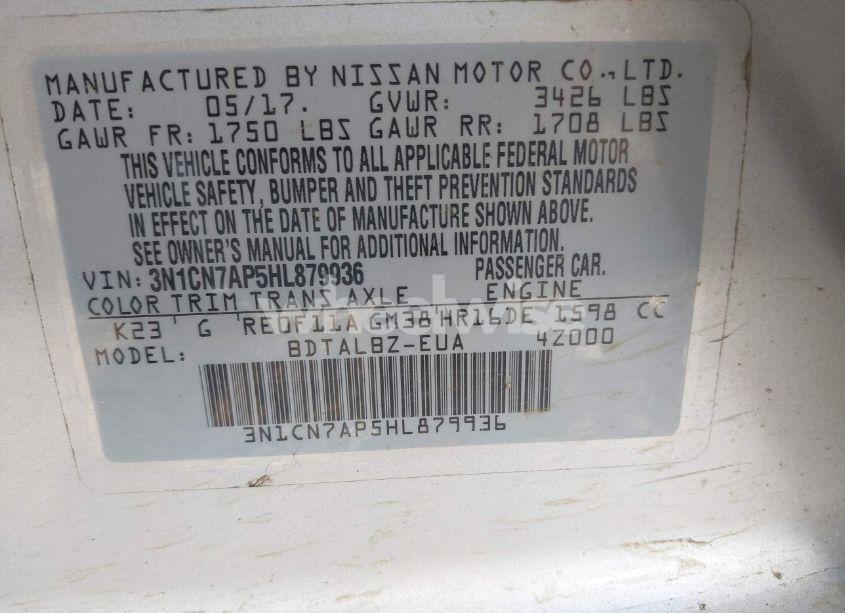 MANUFACTURED BY NISSAN MOTOR CO., LTD.
DATE: 05/17. GVWR: 3426 LBS
GAWR FR: 1750 LBS GAWR RR: 1708 LBS
THIS VEHICLE CONFORMS TO ALL APPLICABLE FEDERAL MOTOR
VEHICLE SAFETY, BUMPER AND THEFT PREVENTION STANDARDS
IN EFFECT ON THE DATE OF MANUFACTURE SHOWN ABOVE.
SEE OWNER'S MANUAL FOR ADDITIONAL INFORMATION.
VIN: 3N1CN7AP5HL879936 PASSENGER CAR.
COLOR TRIM TRANS AXLE ENGINE
K23 G RE0F11A GM38 HR16DE 1598 CC
MODEL: BDTALBZ-EUA 4Z000
3N1CN7AP5HL879936
Wheelwise